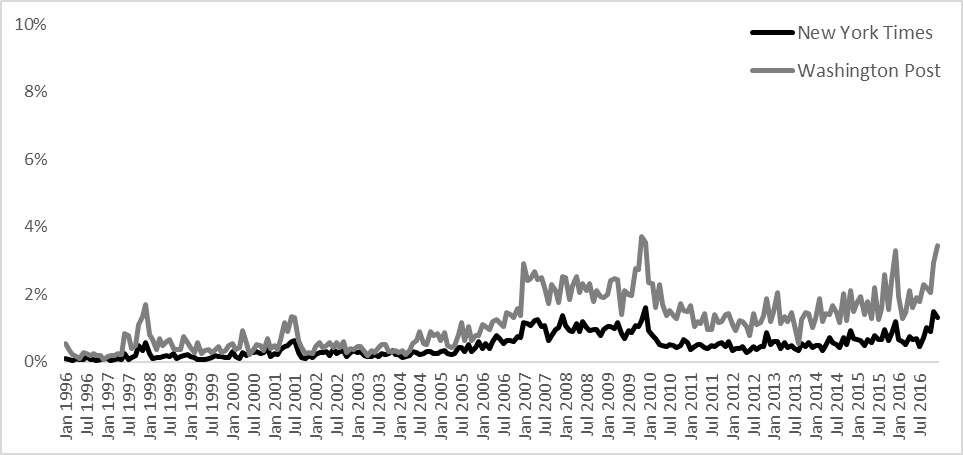 10%
8%
6%
4%
2%
0%
New York Times
Washington Post
Jan 1996
Jul 1996
Jan 1997
Jul 1997
Jan 1998
Jul 1998
Jan 1999
Jul 1999
Jan 2000
Jul 2000
Jan 2001
Jul 2001
Jan 2002
Jul 2002
Jan 2003
Jul 2003
Jan 2004
Jul 2004
Jan 2005
Jul 2005
Jan 2006
Jul 2006
Jan 2007
Jul 2007
Jan 2008
Jul 2008
Jan 2009
Jul 2009
Jan 2010
Jul 2010
Jan 2011
Jul 2011
Jan 2012
Jul 2012
Jan 2013
Jul 2013
Jan 2014
Jul 2014
Jan 2015
Jul 2015
Jan 2016
Jul 2016